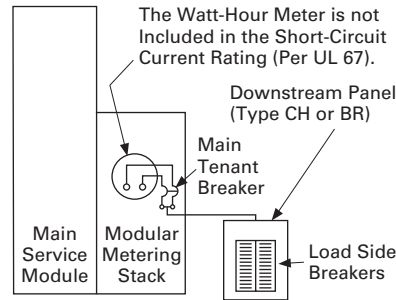 The Watt-Hour Meter is not
Included in the Short-Circuit
Current Rating (Per UL 67).
Downstream Panel
(Type CH or BR)
Main
Tenant
Breaker
Main
Service
Module
Modular
Metering
Stack
Load Side
Breakers